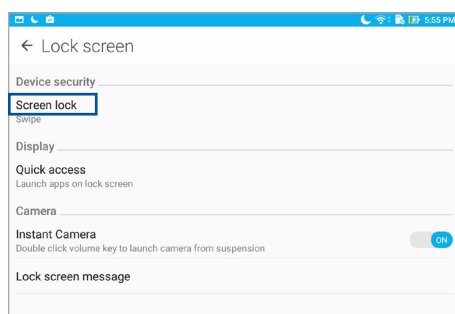 5:55 PM
Lock screen
Device security
Screen lock
Swipe
Display
Quick access
Launch apps on lock screen
Camera
Instant Camera
Double click volume key to launch camera from suspension
ON
Lock screen message